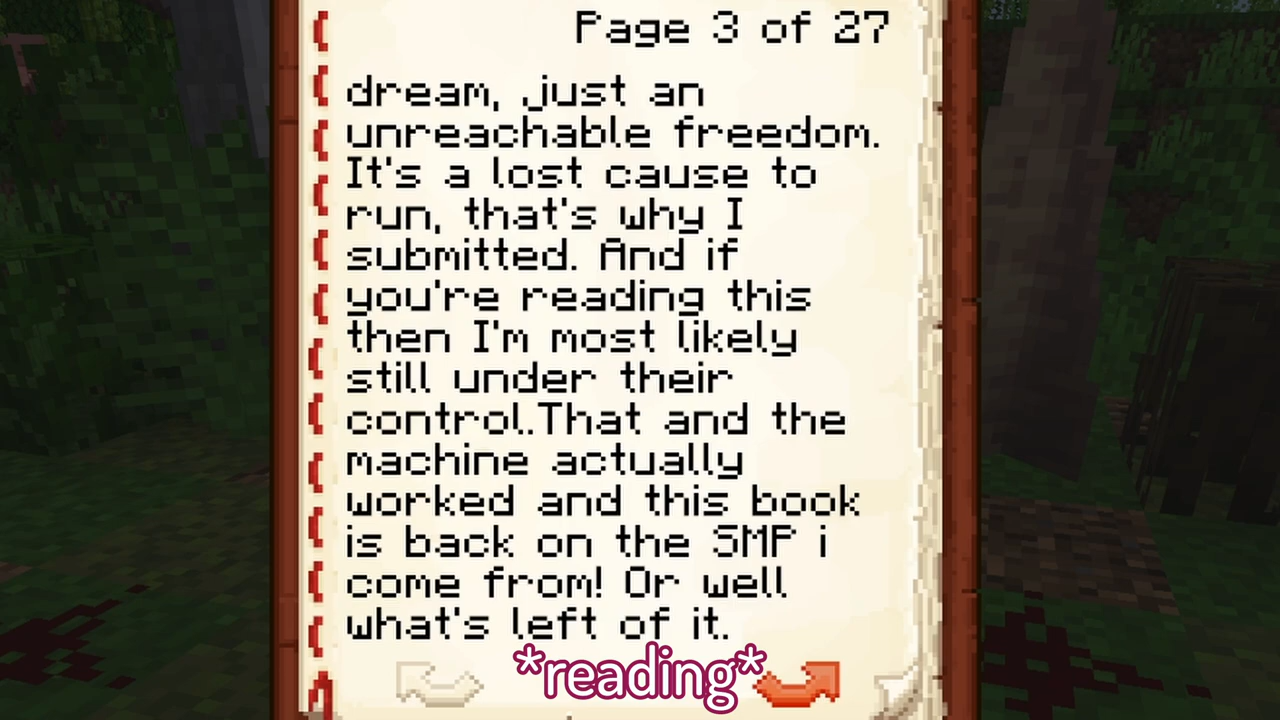 Page 3 of 27
dream, just an
unreachable freedom.
It's a lost cause to
run, that's why I
submitted. And if
you're reading this
then I'm most likely
still under their
control.That and the
machine actually
worked and this book
is back on the SMP i
come from! Or well
what's left of it.
*reading*